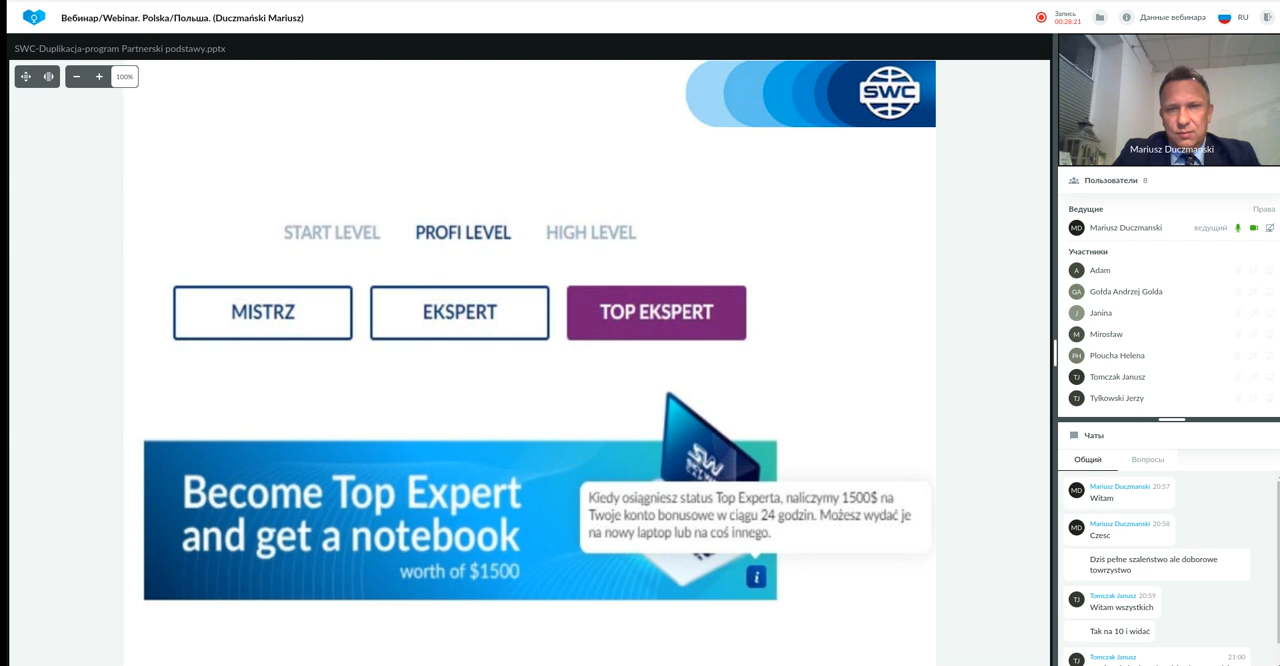 Вебинар/Webinar. Polska/Польша. (Duczmański Mariusz)
Запись
00:28:21
Данные вебинара
RU
SWC-Duplikacja-program Partnerski podstawy.pptx
100%
SWC
START LEVEL PROFI LEVEL HIGH LEVEL
MISTRZ EKSPERT TOP EKSPERT
Become Top Expert
and get a notebook
worth of $1500
SW
Kiedy osiągniesz status Top Experta, naliczymy 1500$ na
Twoje konto bonusowe w ciągu 24 godzin. Możesz wydać je
na nowy laptop lub na coś innego.
i
Mariusz Duczmanski
Пользователи 8
Ведущие Права
MD Mariusz Duczmanski ведущий
Участники
A Adam
GA Gołda Andrzej Golda
J Janina
M Mirosław
PH Ploucha Helena
TJ Tomczak Janusz
TJ Tylkowski Jerzy
Чаты
Общий Вопросы
MD Mariusz Duczmanski 20:57
Witam
MD Mariusz Duczmanski 20:58
Czesc
Dziś pełne szaleństwo ale doborowe
towrzystwo
TJ Tomczak Janusz 20:59
Witam wszystkich
Tak na 10 i widać
TJ Tomczak Janusz 21:00